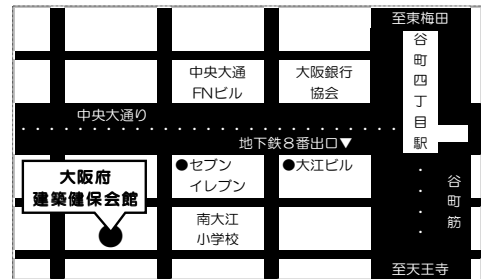 至東梅田
谷町四丁目駅
中央大通
FNビル
大阪銀行
協会
中央大通り
地下鉄8番出口▼
●セブン
イレブン
●大江ビル
大阪府
建築健保会館
谷町筋
南大江
小学校
至天王寺